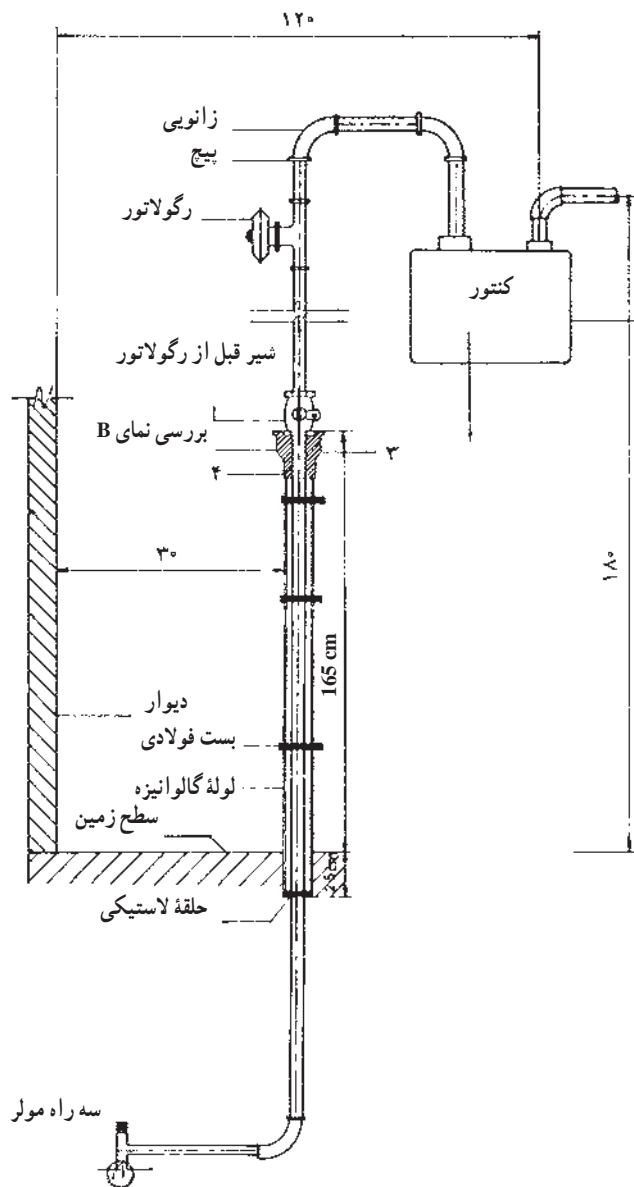 ۱۲۰
زانویی
پیچ
رگولاتور
کنتور
شیر قبل از رگولاتور
بررسی نمای B
۳
۴
۳۰
۱۸۰
165 cm
دیوار
بست فولادی
لولهٔ گالوانیزه
سطح زمین
حلقهٔ لاستیکی
سه راه مولر